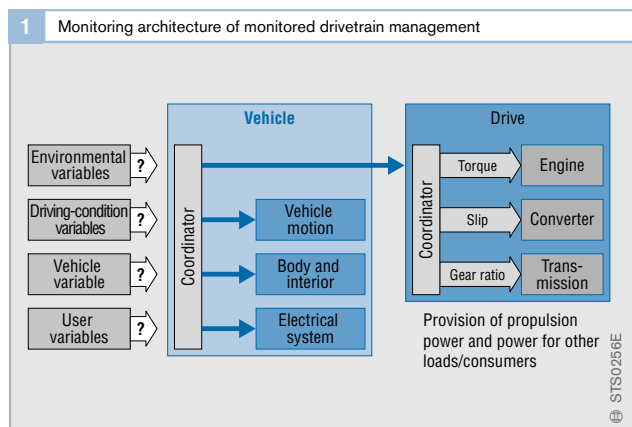 1 Monitoring architecture of monitored drivetrain management
Vehicle
Drive
Environmental
variables
?
Driving-condition
variables
?
Vehicle
variable
?
User
variables
?
Coordinator
Vehicle
motion
Body and
interior
Electrical
system
Coordinator
Torque
Engine
Slip
Converter
Gear ratio
Trans-
mission
Provision of propulsion
power and power for other
loads/consumers
STS0256E